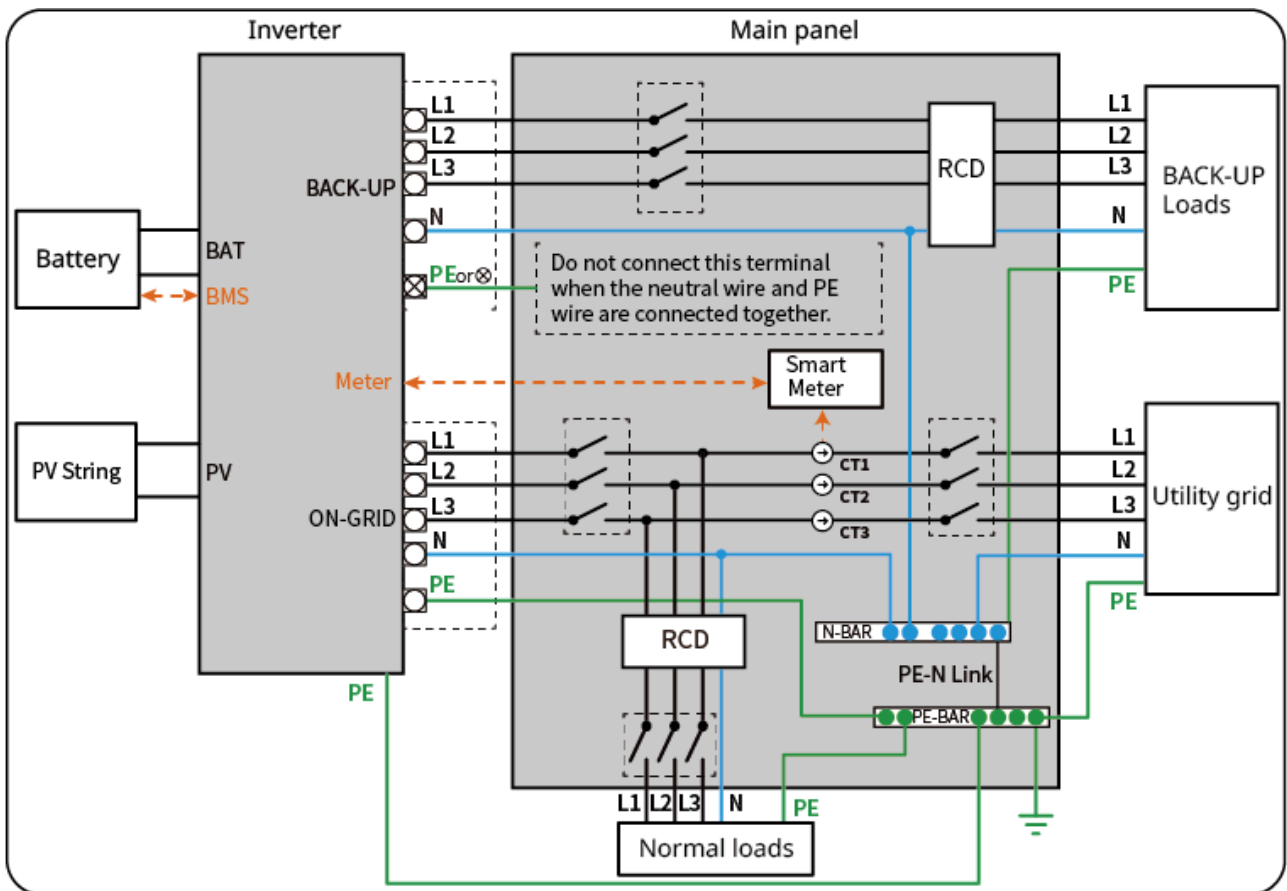 Inverter
Main panel
L1
L2
L3
BACK-UP
N
PE or⊗
Do not connect this terminal
when the neutral wire and PE
wire are connected together.
RCD
L1
L2
L3
N
PE
BACK-UP
Loads
Battery
BAT
BMS
Meter
Smart
Meter
PV String
PV
L1
L2
L3
ON-GRID
N
PE
CT1
CT2
CT3
L1
L2
L3
N
PE
Utility grid
RCD
N-BAR
PE-N Link
PE-BAR
PE
L1 L2 L3 N PE
Normal loads